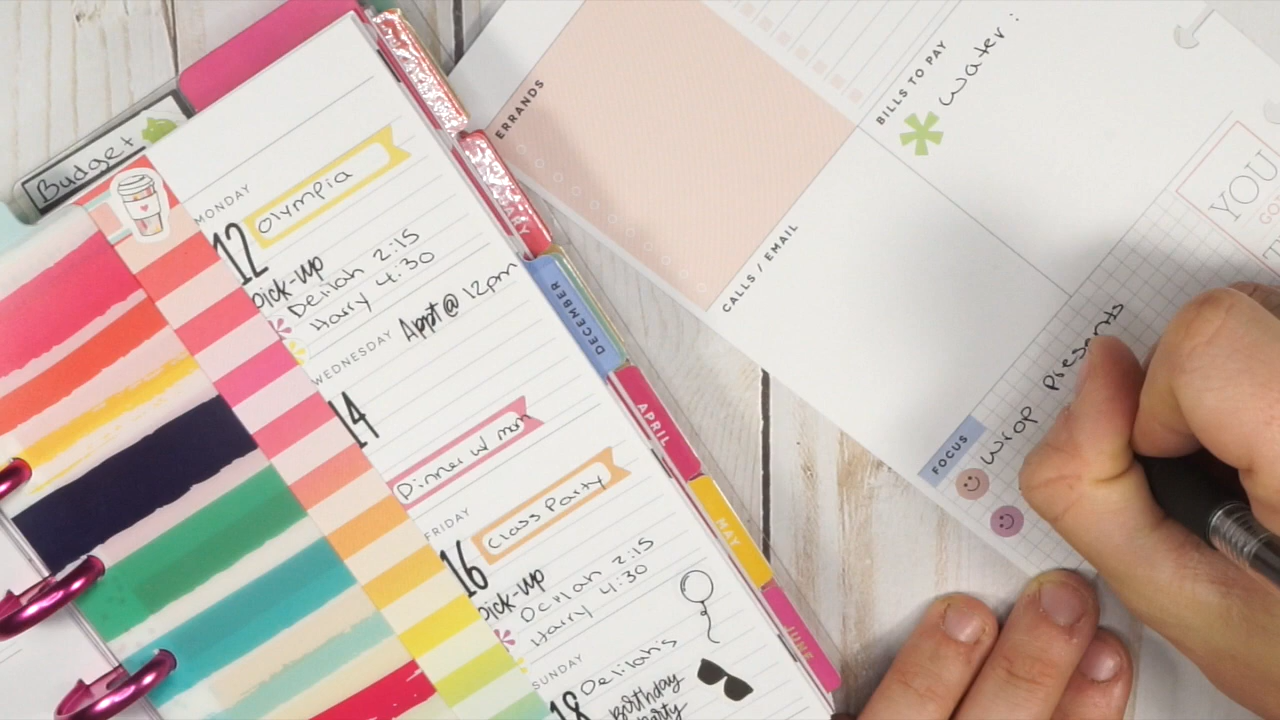 Budget
MONDAY
12
Olympia
pick-up
Delilah 2:15
Harry 4:30
WEDNESDAY
Appt @ 12pm
14
Dinner w/ mom
FRIDAY
16
Class Party
pick-up
Delilah 2:15
Harry 4:30
SUNDAY
18
Delilah's
Birthday
Party
DECEMBER
APRIL
MAY
JUNE
ERRANDS
CALLS / EMAIL
BILLS TO PAY
Water:
FOCUS
Wrap Presents
YOU